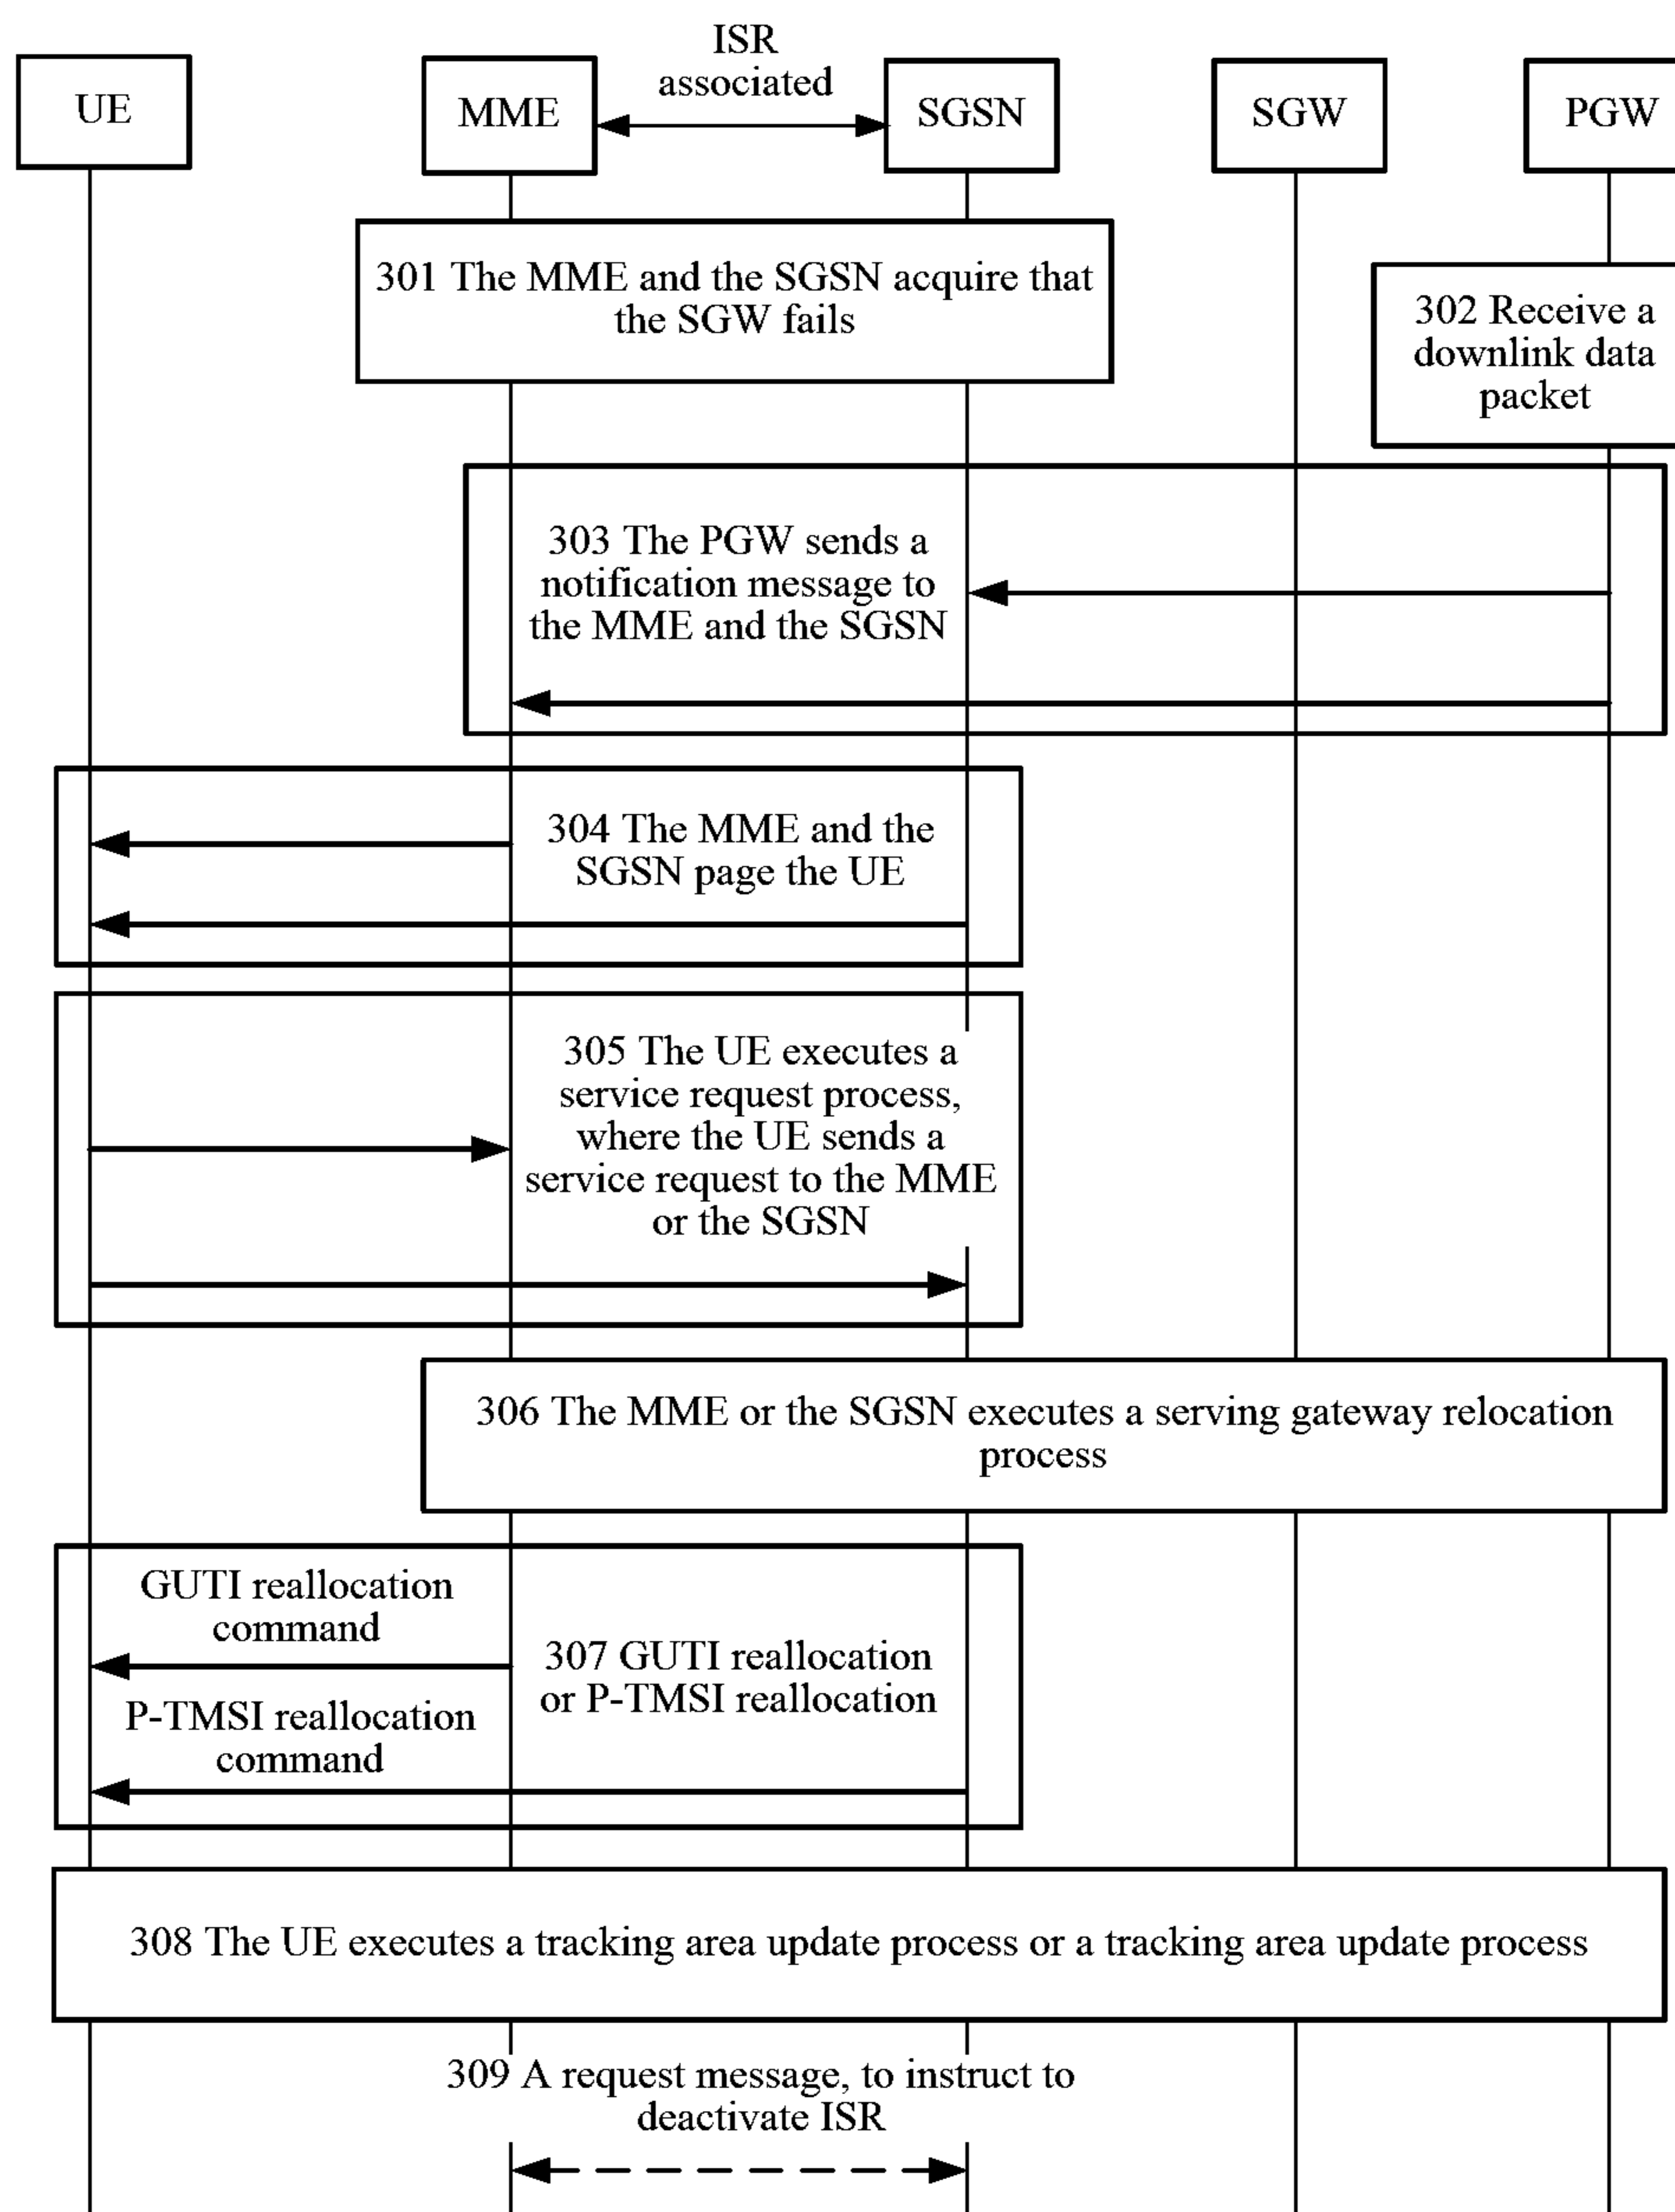 ISR
associated
UE
MME
SGSN
SGW
PGW
301 The MME and the SGSN acquire that
the SGW fails
302 Receive a
downlink data
packet
303 The PGW sends a
notification message to
the MME and the SGSN
304 The MME and the
SGSN page the UE
305 The UE executes a
service request process,
where the UE sends a
service request to the MME
or the SGSN
306 The MME or the SGSN executes a serving gateway relocation
process
GUTI reallocation
command
307 GUTI reallocation
or P-TMSI reallocation
P-TMSI reallocation
command
308 The UE executes a tracking area update process or a tracking area update process
309 A request message, to instruct to
deactivate ISR